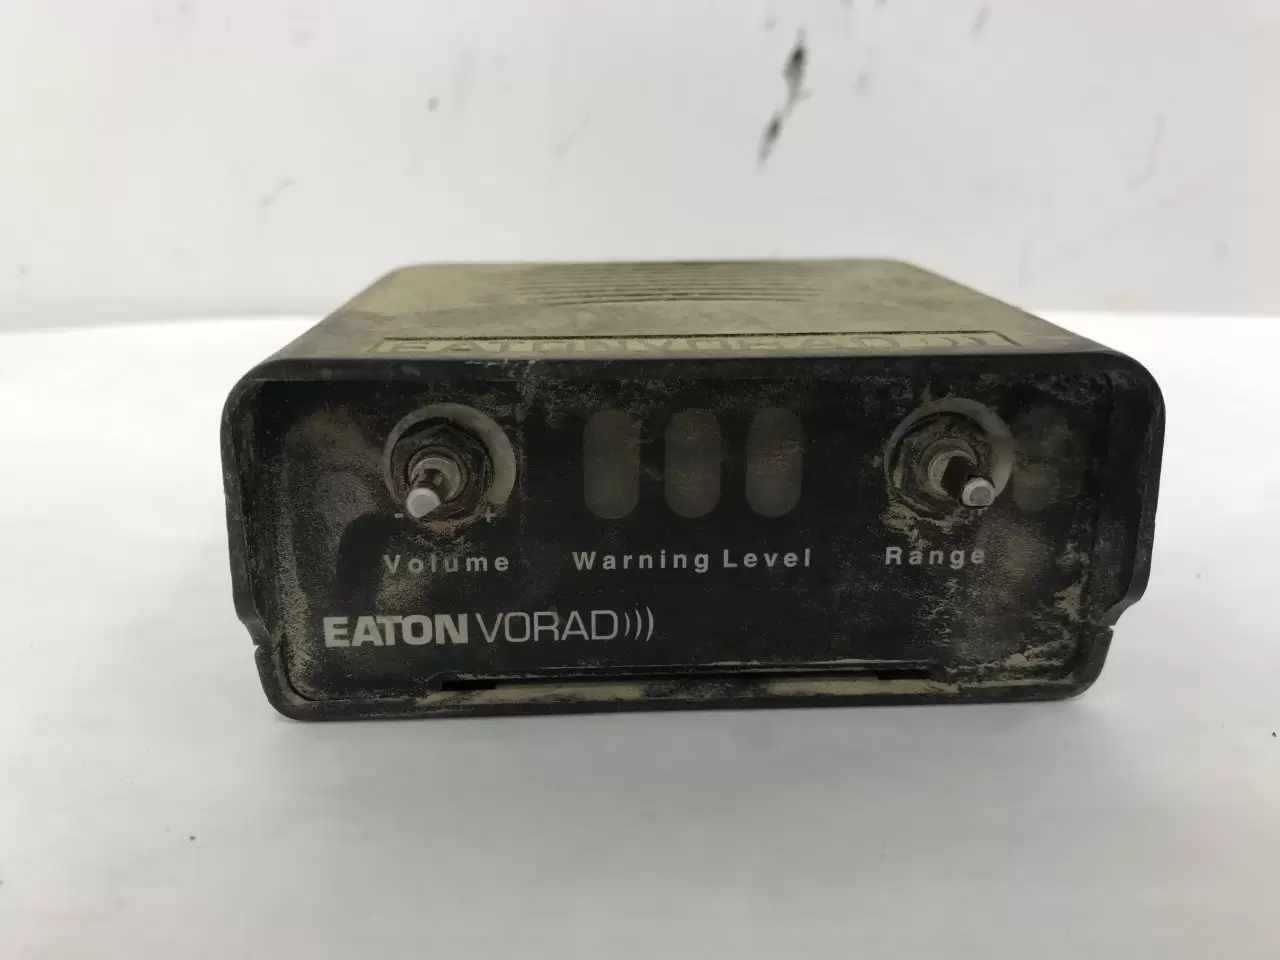 - +
Volume Warning Level Range
EATON VORAD